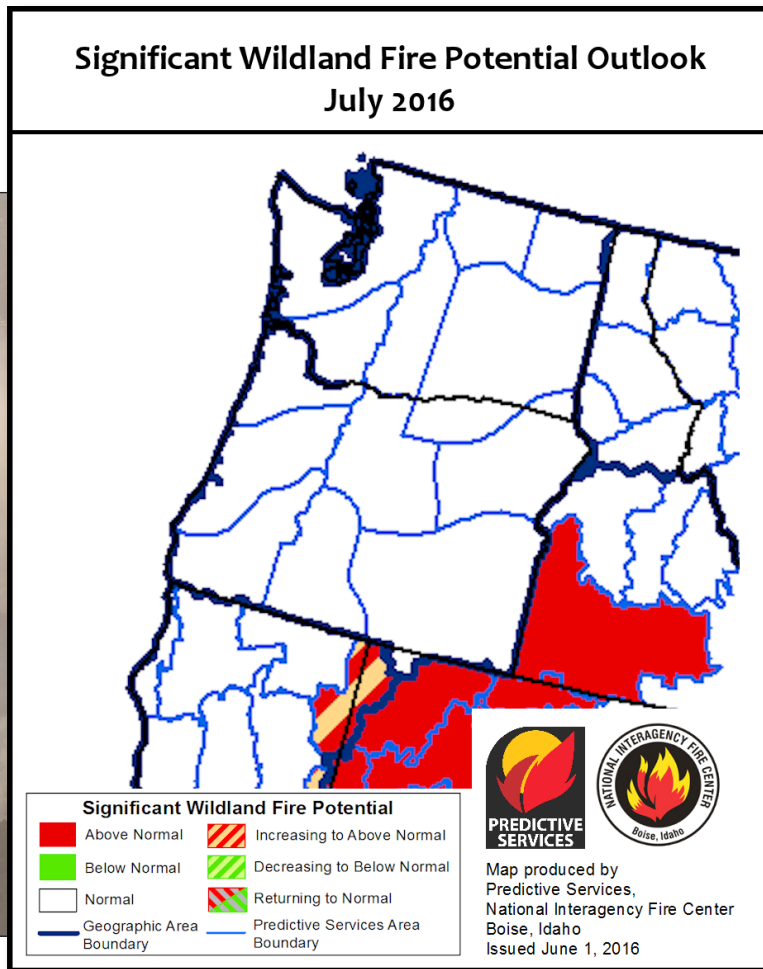 Significant Wildland Fire Potential Outlook
July 2016
Significant Wildland Fire Potential
Above Normal
Below Normal
Normal
Geographic Area
Boundary
Increasing to Above Normal
Decreasing to Below Normal
Returning to Normal
Predictive Services Area
Boundary
PREDICTIVE
SERVICES
NATIONAL INTERAGENCY FIRE CENTER
Boise, Idaho
Map produced by
Predictive Services,
National Interagency Fire Center
Boise, Idaho
Issued June 1, 2016